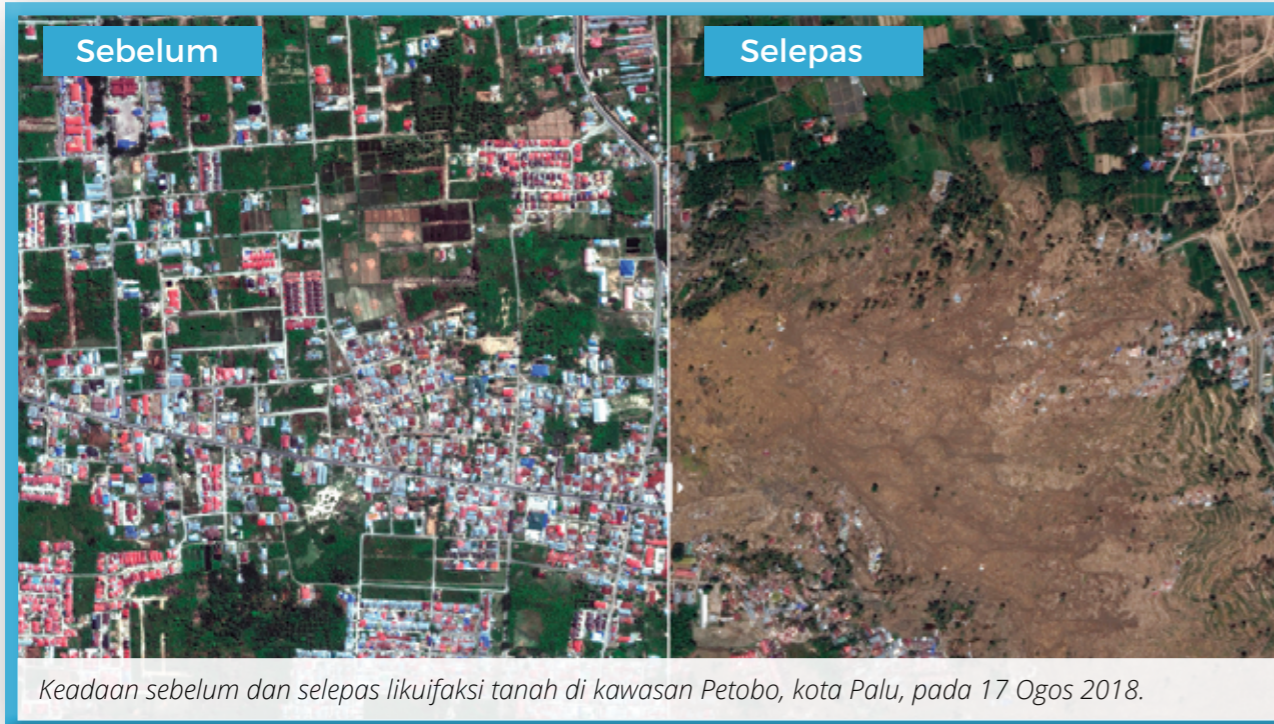 Sebelum
Selepas
Keadaan sebelum dan selepas likuifaksi tanah di kawasan Petobo, kota Palu, pada 17 Ogos 2018.